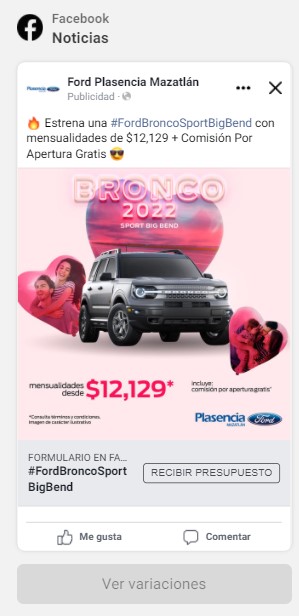 Facebook
Noticias
Ford Plasencia Mazatlán
Publicidad ·
🔥 Estrena una #FordBroncoSportBigBend con
mensualidades de $12,129 + Comisión Por
Apertura Gratis 😎
BRONCO
2022
SPORT BIG BEND
mensualidades
desde $12,129*
incluye:
comisión por apertura gratis*
*Consulta términos y condiciones.
Imagen de carácter ilustrativo
Plasencia Ford
MAZATLÁN
FORMULARIO EN FA...
#FordBroncoSport
BigBend
RECIBIR PRESUPUESTO
Me gusta
Comentar
Ver variaciones